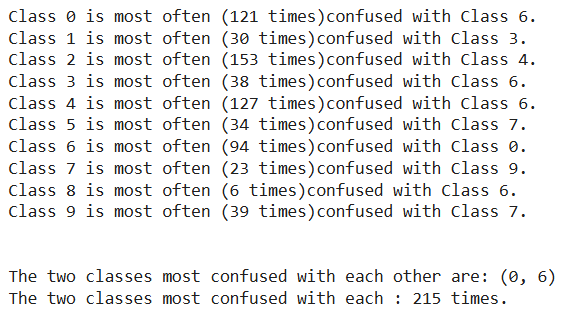 Class 0 is most often (121 times)confused with Class 6.
Class 1 is most often (30 times)confused with Class 3.
Class 2 is most often (153 times)confused with Class 4.
Class 3 is most often (38 times)confused with Class 6.
Class 4 is most often (127 times)confused with Class 6.
Class 5 is most often (34 times)confused with Class 7.
Class 6 is most often (94 times)confused with Class 0.
Class 7 is most often (23 times)confused with Class 9.
Class 8 is most often (6 times)confused with Class 6.
Class 9 is most often (39 times)confused with Class 7.
The two classes most confused with each other are: (0, 6)
The two classes most confused with each : 215 times.